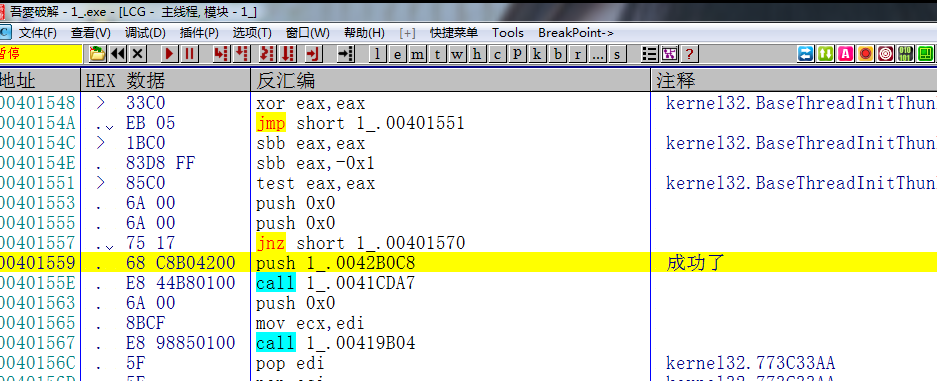 吾愛破解 - 1_.exe - [LCG - 主线程, 模块 - 1_]
C 文件(F) 查看(V) 调试(D) 插件(P) 选项(T) 窗口(W) 帮助(H) [+] 快捷菜单 Tools BreakPoint->
暂停 l e m t w h c P k b r ... s ?
地址 HEX 数据 反汇编 注释
00401548 > 33C0 xor eax,eax kernel32.BaseThreadInitThun
0040154A . EB 05 jmp short 1_.00401551
0040154C > 1BC0 sbb eax,eax kernel32.BaseThreadInitThun
0040154E . 83D8 FF sbb eax,-0x1
00401551 > 85C0 test eax,eax kernel32.BaseThreadInitThun
00401553 . 6A 00 push 0x0
00401555 . 6A 00 push 0x0
00401557 . 75 17 jnz short 1_.00401570
00401559 . 68 C8B04200 push 1_.0042B0C8 成功了
0040155E . E8 44B80100 call 1_.0041CDA7
00401563 . 6A 00 push 0x0
00401565 . 8BCF mov ecx,edi
00401567 . E8 98850100 call 1_.00419B04
0040156C . 5F pop edi kernel32.773C33AA